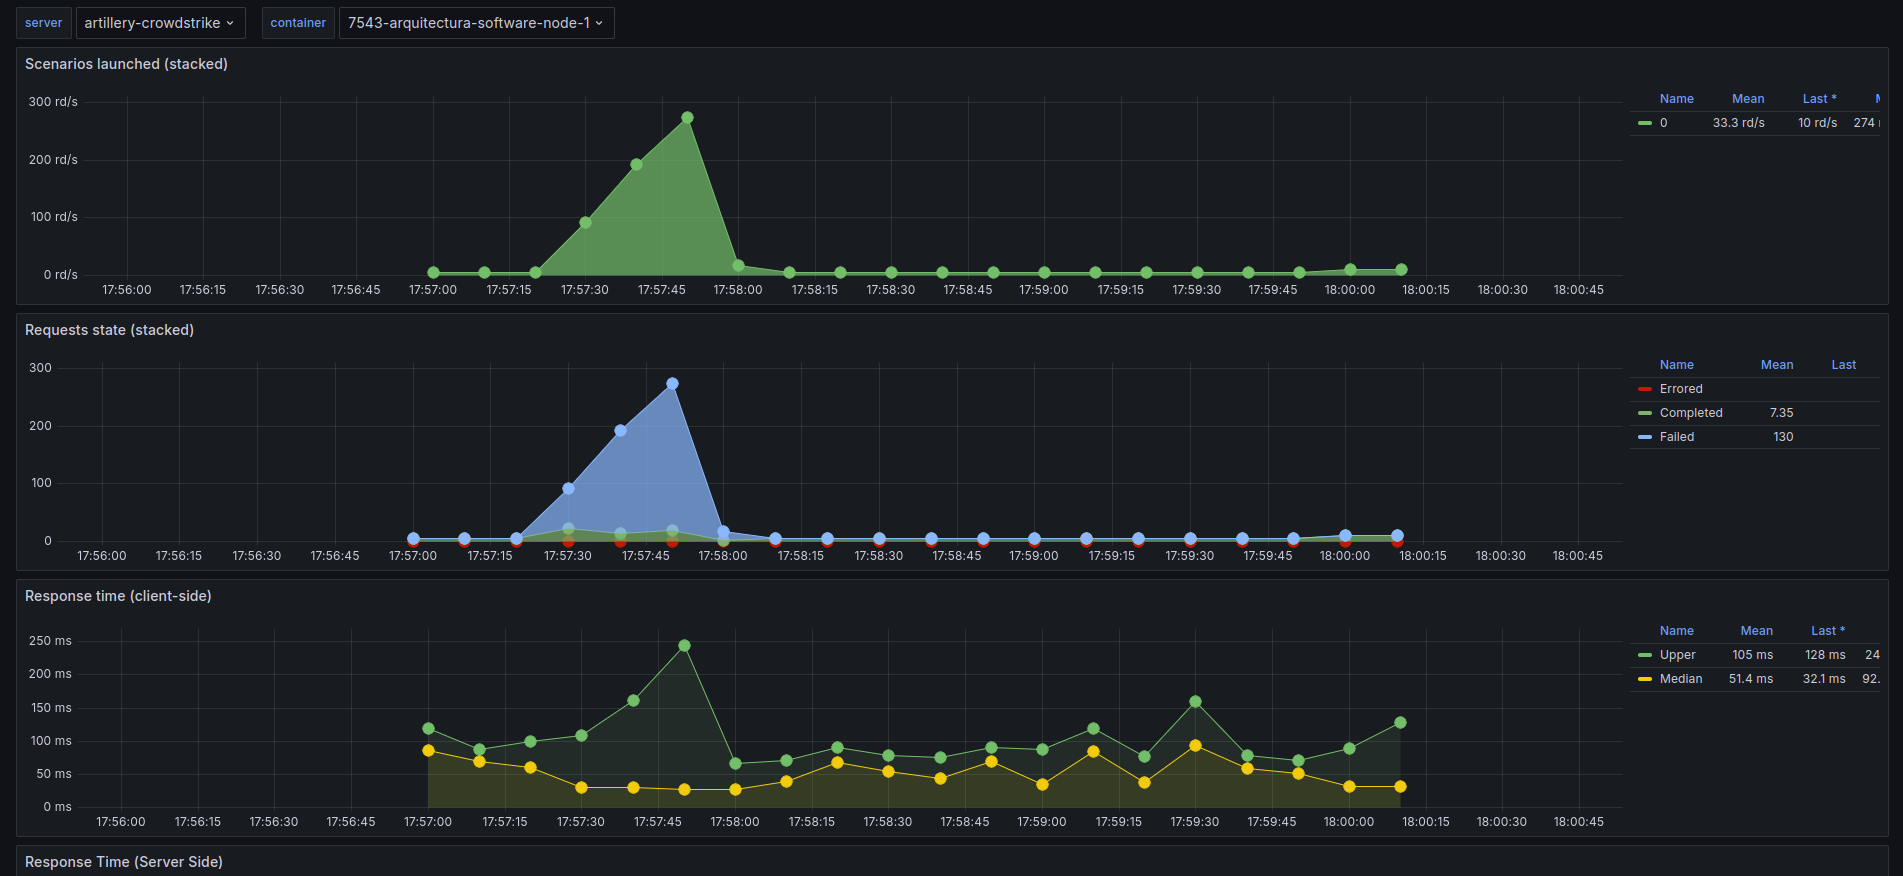 server artillery-crowdstrike container 7543-arquitectura-software-node-1
Scenarios launched (stacked)
300 rd/s
200 rd/s
100 rd/s
0 rd/s
17:56:00 17:56:15 17:56:30 17:56:45 17:57:00 17:57:15 17:57:30 17:57:45 17:58:00 17:58:15 17:58:30 17:58:45 17:59:00 17:59:15 17:59:30 17:59:45 18:00:00 18:00:15 18:00:30 18:00:45
Name Mean Last *
0 33.3 rd/s 10 rd/s 274
Requests state (stacked)
300
200
100
0
17:56:00 17:56:15 17:56:30 17:56:45 17:57:00 17:57:15 17:57:30 17:57:45 17:58:00 17:58:15 17:58:30 17:58:45 17:59:00 17:59:15 17:59:30 17:59:45 18:00:00 18:00:15 18:00:30 18:00:45
Name Mean Last
Errored
Completed 7.35
Failed 130
Response time (client-side)
250 ms
200 ms
150 ms
100 ms
50 ms
0 ms
17:56:00 17:56:15 17:56:30 17:56:45 17:57:00 17:57:15 17:57:30 17:57:45 17:58:00 17:58:15 17:58:30 17:58:45 17:59:00 17:59:15 17:59:30 17:59:45 18:00:00 18:00:15 18:00:30 18:00:45
Name Mean Last *
Upper 105 ms 128 ms 24
Median 51.4 ms 32.1 ms 92.
Response Time (Server Side)